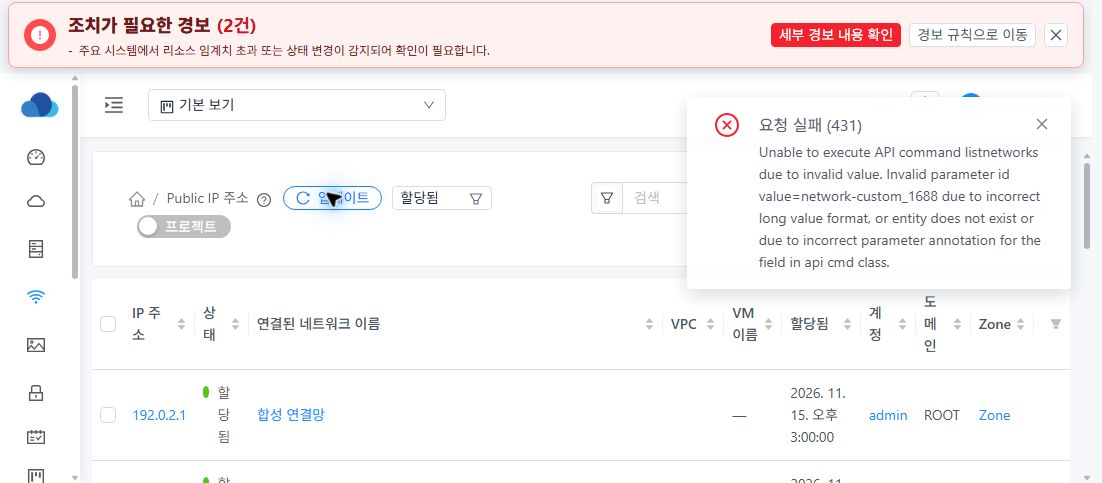 조치가 필요한 경보 (2건)
- 주요 시스템에서 리소스 임계치 초과 또는 상태 변경이 감지되어 확인이 필요합니다.
세부 경보 내용 확인
경보 규칙으로 이동
기본 보기
요청 실패 (431)
Unable to execute API command listnetworks
due to invalid value. Invalid parameter id
value=network-custom_1688 due to incorrect
long value format, or entity does not exist or
due to incorrect parameter annotation for the
field in api cmd class.
/ Public IP 주소
할당됨
검색
프로젝트
IP 주
소
상
태
연결된 네트워크 이름
VPC
VM
이름
할당됨
계
정
도
메
인
Zone
192.0.2.1
할
당
됨
합성 연결망
—
2026. 11.
15. 오후
3:00:00
admin
ROOT
Zone